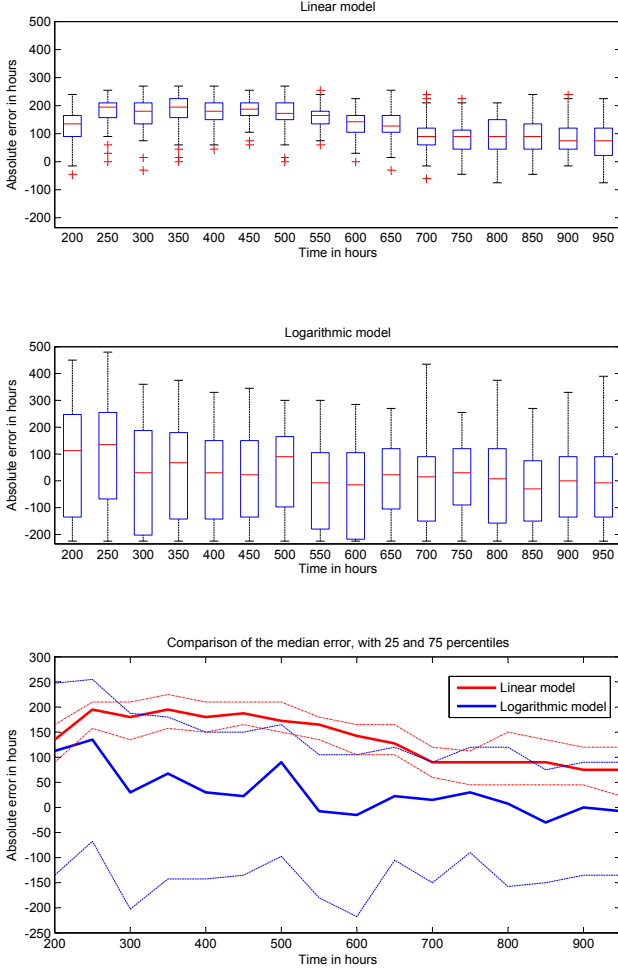 Linear model
500
400
300
200
100
0
-100
-200
Absolute error in hours
200 250 300 350 400 450 500 550 600 650 700 750 800 850 900 950
Time in hours
Logarithmic model
500
400
300
200
100
0
-100
-200
Absolute error in hours
200 250 300 350 400 450 500 550 600 650 700 750 800 850 900 950
Time in hours
Comparison of the median error, with 25 and 75 percentiles
300
250
200
150
100
50
0
-50
-100
-150
-200
-250
Absolute error in hours
Linear model
Logarithmic model
200 300 400 500 600 700 800 900
Time in hours